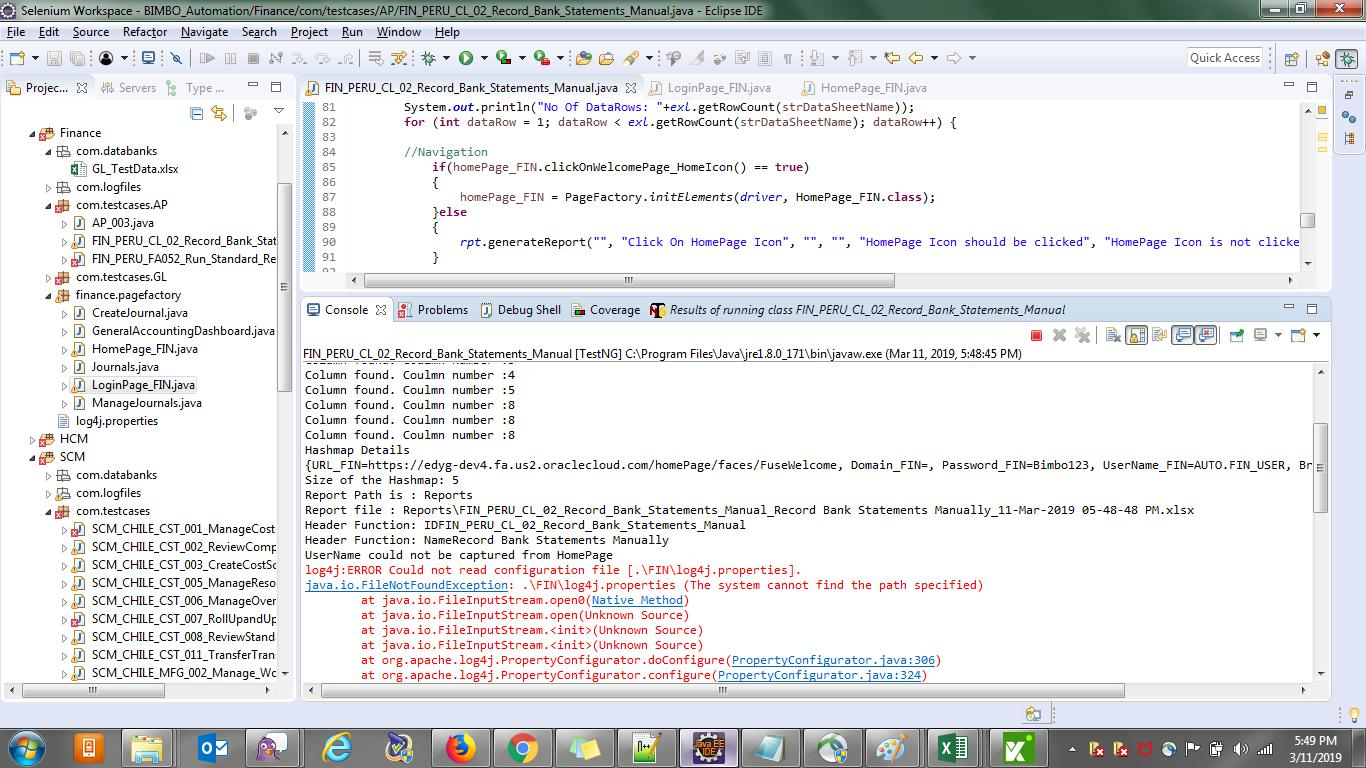 Selenium Workspace - BIMBO_Automation/Finance/com/testcases/AP/FIN_PERU_CL_02_Record_Bank_Statements_Manual.java - Eclipse IDE
File Edit Source Refactor Navigate Search Project Run Window Help
Quick Access
Projec... Servers Type ...
Finance
com.databanks
GL_TestData.xlsx
com.logfiles
com.testcases.AP
AP_003.java
FIN_PERU_CL_02_Record_Bank_Stat
FIN_PERU_FA052_Run_Standard_Re
com.testcases.GL
finance.pagefactory
CreateJournal.java
GeneralAccountingDashboard.java
HomePage_FIN.java
Journals.java
LoginPage_FIN.java
ManageJournals.java
log4j.properties
HCM
SCM
com.databanks
com.logfiles
com.testcases
SCM_CHILE_CST_001_ManageCost
SCM_CHILE_CST_002_ReviewComp
SCM_CHILE_CST_003_CreateCostSc
SCM_CHILE_CST_005_ManageReso
SCM_CHILE_CST_006_ManageOver
SCM_CHILE_CST_007_RollUpandUp
SCM_CHILE_CST_008_ReviewStand
SCM_CHILE_CST_011_TransferTran
SCM_CHILE_MFG_002_Manage_Wc
FIN_PERU_CL_02_Record_Bank_Statements_Manual.java LoginPage_FIN.java HomePage_FIN.java
81 System.out.println("No Of DataRows: "+exl.getRowCount(strDataSheetName));
82 for (int dataRow = 1; dataRow < exl.getRowCount(strDataSheetName); dataRow++) {
83
84 //Navigation
85 if(homePage_FIN.clickOnWelcomePage_HomeIcon() == true)
86 {
87 homePage_FIN = PageFactory.initElements(driver, HomePage_FIN.class);
88 }else
89 {
90 rpt.generateReport("", "Click On HomePage Icon", "", "", "HomePage Icon should be clicked", "HomePage Icon is not clicke
91 }
Console Problems Debug Shell Coverage Results of running class FIN_PERU_CL_02_Record_Bank_Statements_Manual
FIN_PERU_CL_02_Record_Bank_Statements_Manual [TestNG] C:\Program Files\Java\jre1.8.0_171\bin\javaw.exe (Mar 11, 2019, 5:48:45 PM)
Column found. Coulmn number :4
Column found. Coulmn number :5
Column found. Coulmn number :8
Column found. Coulmn number :8
Column found. Coulmn number :8
Hashmap Details
{URL_FIN=https://edyg-dev4.fa.us2.oraclecloud.com/homePage/faces/FuseWelcome, Domain_FIN=, Password_FIN=Bimbo123, UserName_FIN=AUTO.FIN_USER, Br
Size of the Hashmap: 5
Report Path is : Reports
Report file : Reports\FIN_PERU_CL_02_Record_Bank_Statements_Manual_Record Bank Statements Manually_11-Mar-2019 05-48-48 PM.xlsx
Header Function: IDFIN_PERU_CL_02_Record_Bank_Statements_Manual
Header Function: NameRecord Bank Statements Manually
UserName could not be captured from HomePage
log4j:ERROR Could not read configuration file [.\FIN\log4j.properties].
java.io.FileNotFoundException: .\FIN\log4j.properties (The system cannot find the path specified)
at java.io.FileInputStream.open0(Native Method)
at java.io.FileInputStream.open(Unknown Source)
at java.io.FileInputStream.<init>(Unknown Source)
at java.io.FileInputStream.<init>(Unknown Source)
at org.apache.log4j.PropertyConfigurator.doConfigure(PropertyConfigurator.java:306)
at org.apache.log4j.PropertyConfigurator.configure(PropertyConfigurator.java:324)
5:49 PM
3/11/2019